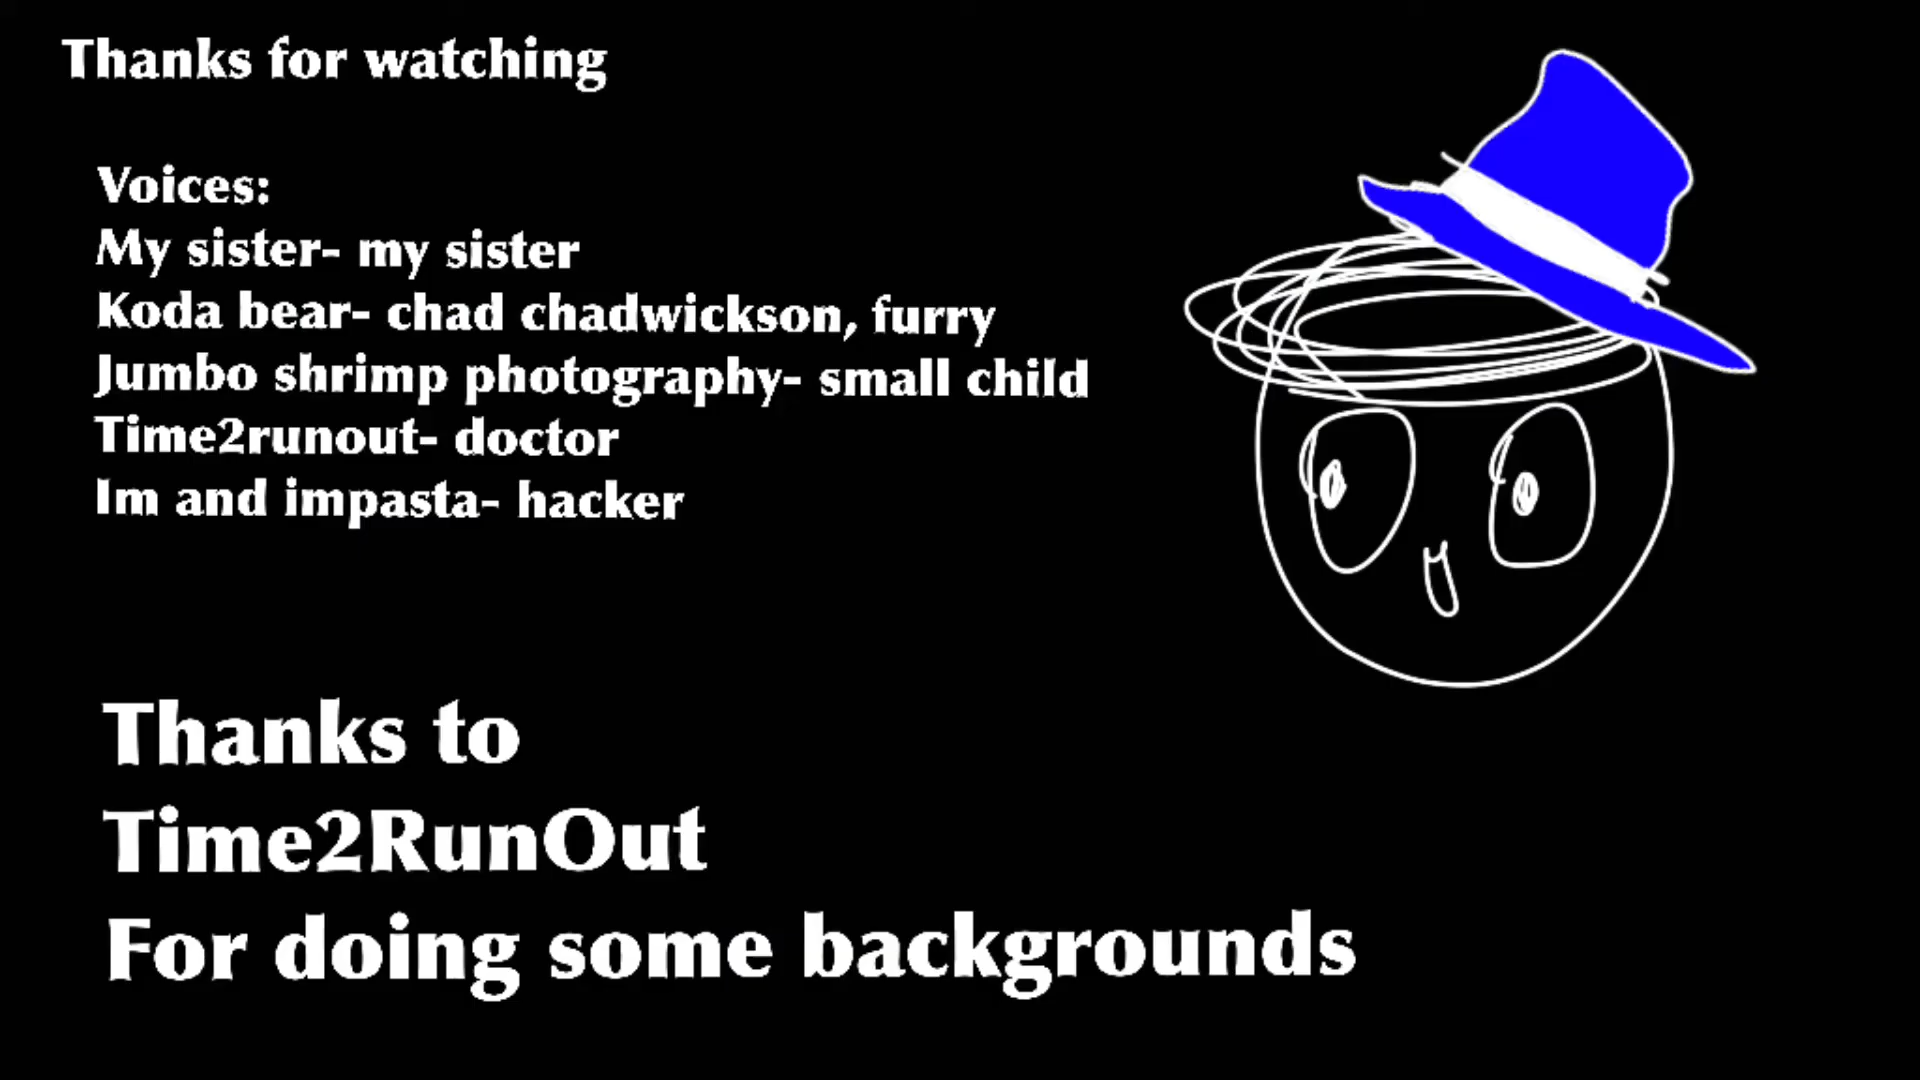 Thanks for watching
Voices:
My sister- my sister
Koda bear- chad chadwickson, furry
Jumbo shrimp photography- small child
Time2runout- doctor
Im and impasta- hacker
Thanks to
Time2RunOut
For doing some backgrounds